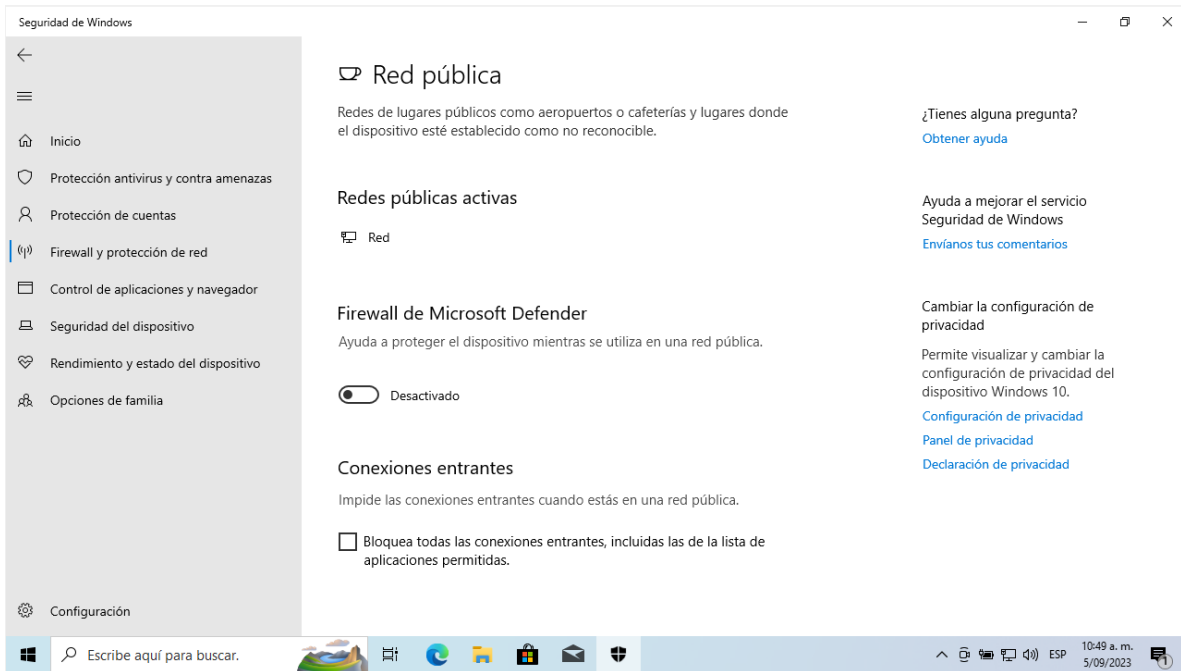 Seguridad de Windows
Inicio
Protección antivirus y contra amenazas
Protección de cuentas
Firewall y protección de red
Control de aplicaciones y navegador
Seguridad del dispositivo
Rendimiento y estado del dispositivo
Opciones de familia
Configuración
Red pública
Redes de lugares públicos como aeropuertos o cafeterías y lugares donde
el dispositivo esté establecido como no reconocible.
Redes públicas activas
Red
Firewall de Microsoft Defender
Ayuda a proteger el dispositivo mientras se utiliza en una red pública.
Desactivado
Conexiones entrantes
Impide las conexiones entrantes cuando estás en una red pública.
Bloquea todas las conexiones entrantes, incluidas las de la lista de
aplicaciones permitidas.
¿Tienes alguna pregunta?
Obtener ayuda
Ayuda a mejorar el servicio
Seguridad de Windows
Envíanos tus comentarios
Cambiar la configuración de
privacidad
Permite visualizar y cambiar la
configuración de privacidad del
dispositivo Windows 10.
Configuración de privacidad
Panel de privacidad
Declaración de privacidad
Escribe aquí para buscar.
ESP
10:49 a. m.
5/09/2023
1